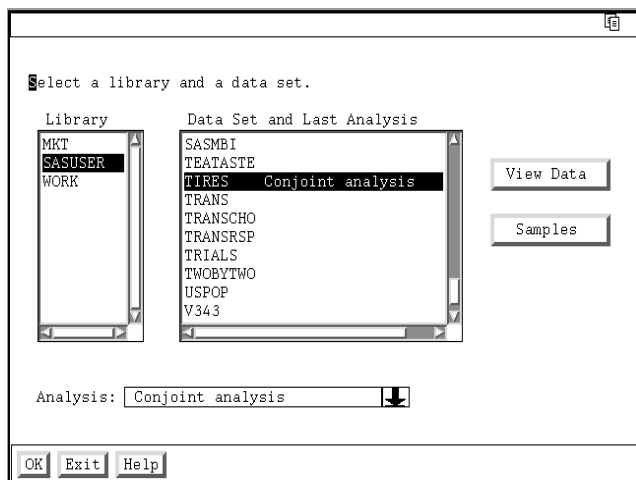 Select a library and a data set.
Library
Data Set and Last Analysis
MKT
SASUSER
WORK
SASMBI
TEATASTE
TIRES Conjoint analysis
TRANS
TRANSCHO
TRANSRSP
TRIALS
TWOBYTWO
USPOP
V343
View Data
Samples
Analysis: Conjoint analysis
OK Exit Help